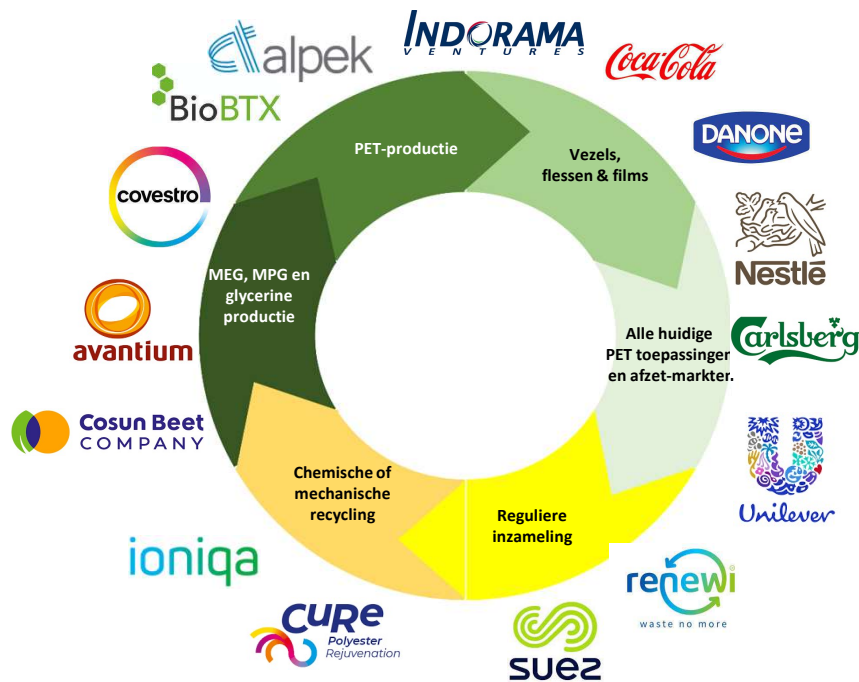 alpek
INDORAMA
VENTURES
Coca-Cola
BioBTX
DANONE
PET-productie
Vezels,
flessen & films
covestro
Nestlé
MEG, MPG en
glycerine
productie
avantium
Alle huidige
PET toepassingen
en afzet-markten.
Carlsberg
Cosun Beet
COMPANY
Chemische of
mechanische
recycling
Reguliere
inzameling
Unilever
ioniqa
renewi
waste no more
CuRe
Polyester
Rejuvenation
suez